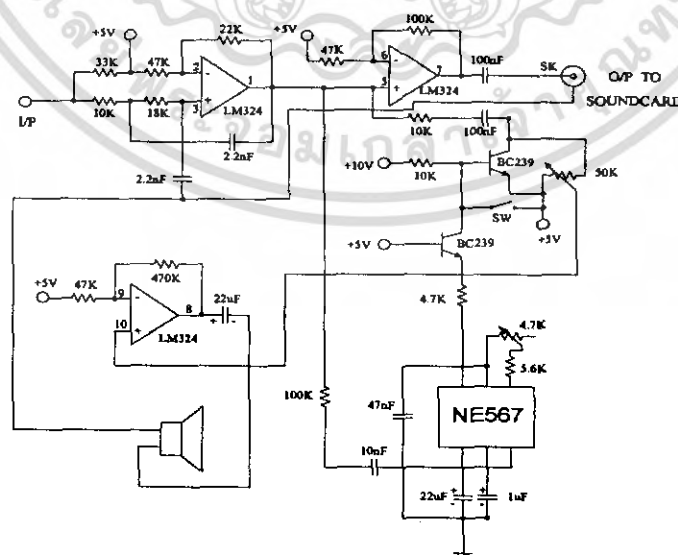 +5V
22K
33K
47K
2
-
1
LM324
+
3
I/P
10K
18K
2.2nF
2.2nF
+5V
100K
47K
6
-
7
5
+
LM324
100nF
SK
O/P TO
SOUNDCARD
10K
100nF
+10V
10K
BC239
50K
SW
+5V
+5V
BC239
4.7K
+5V
47K
470K
9
-
8
10
+
LM324
22uF
+
-
4.7K
5.6K
100K
47nF
NE567
10nF
22uF
+
-
-
+
1uF